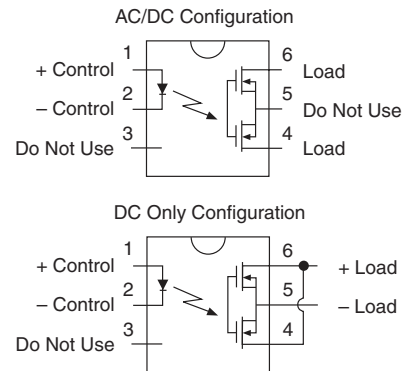 AC/DC Configuration
1 6
+ Control Load
2 5
– Control Do Not Use
3 4
Do Not Use Load
DC Only Configuration
1 6
+ Control + Load
2 5
– Control – Load
3 4
Do Not Use